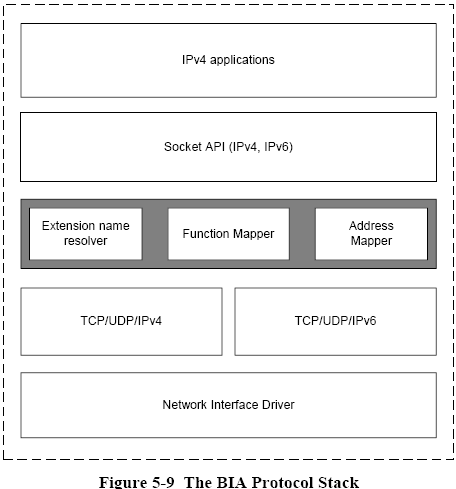 IPv4 applications
Socket API (IPv4, IPv6)
Extension name
resolver
Function Mapper
Address
Mapper
TCP/UDP/IPv4
TCP/UDP/IPv6
Network Interface Driver
Figure 5-9 The BIA Protocol Stack